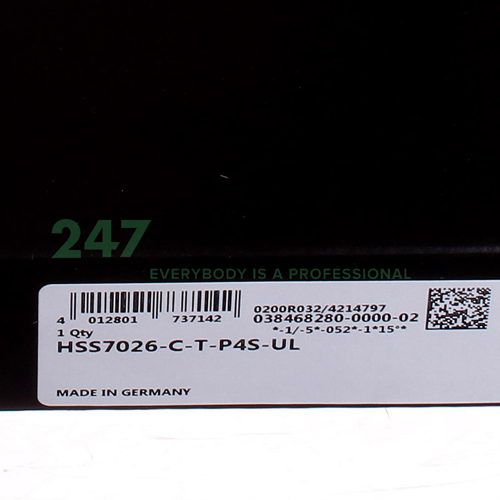 247
EVERYBODY IS A PROFESSIONAL
4 012801 737142
0200R032/4214797
038468280-0000-02
*-1/-5*-052*-1*15°*
1 Qty
HSS7026-C-T-P4S-UL
MADE IN GERMANY